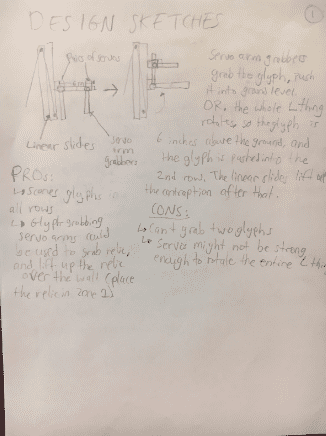 DESIGN SKETCHES
1
Pairs of servos
Linear slides
servo
arm
grabbers
Servo arm grabbers
grab the glyph, push
it into ground level.
OR, the whole L thing
rotates so the glyph is
6 inches above the ground, and
the glyph is pushed into the
2nd row. The linear slides lift up
the contraption after that.
PROs:
↳ Scores glyphs in
all rows
↳ Glyph grabbing
servo arms could
be used to grab relic,
and lift up the relic
over the wall (place
the relic in zone 1)
CONS:
↳ Can't grab two glyphs
↳ Servos might not be strong
enough to rotate the entire L thing